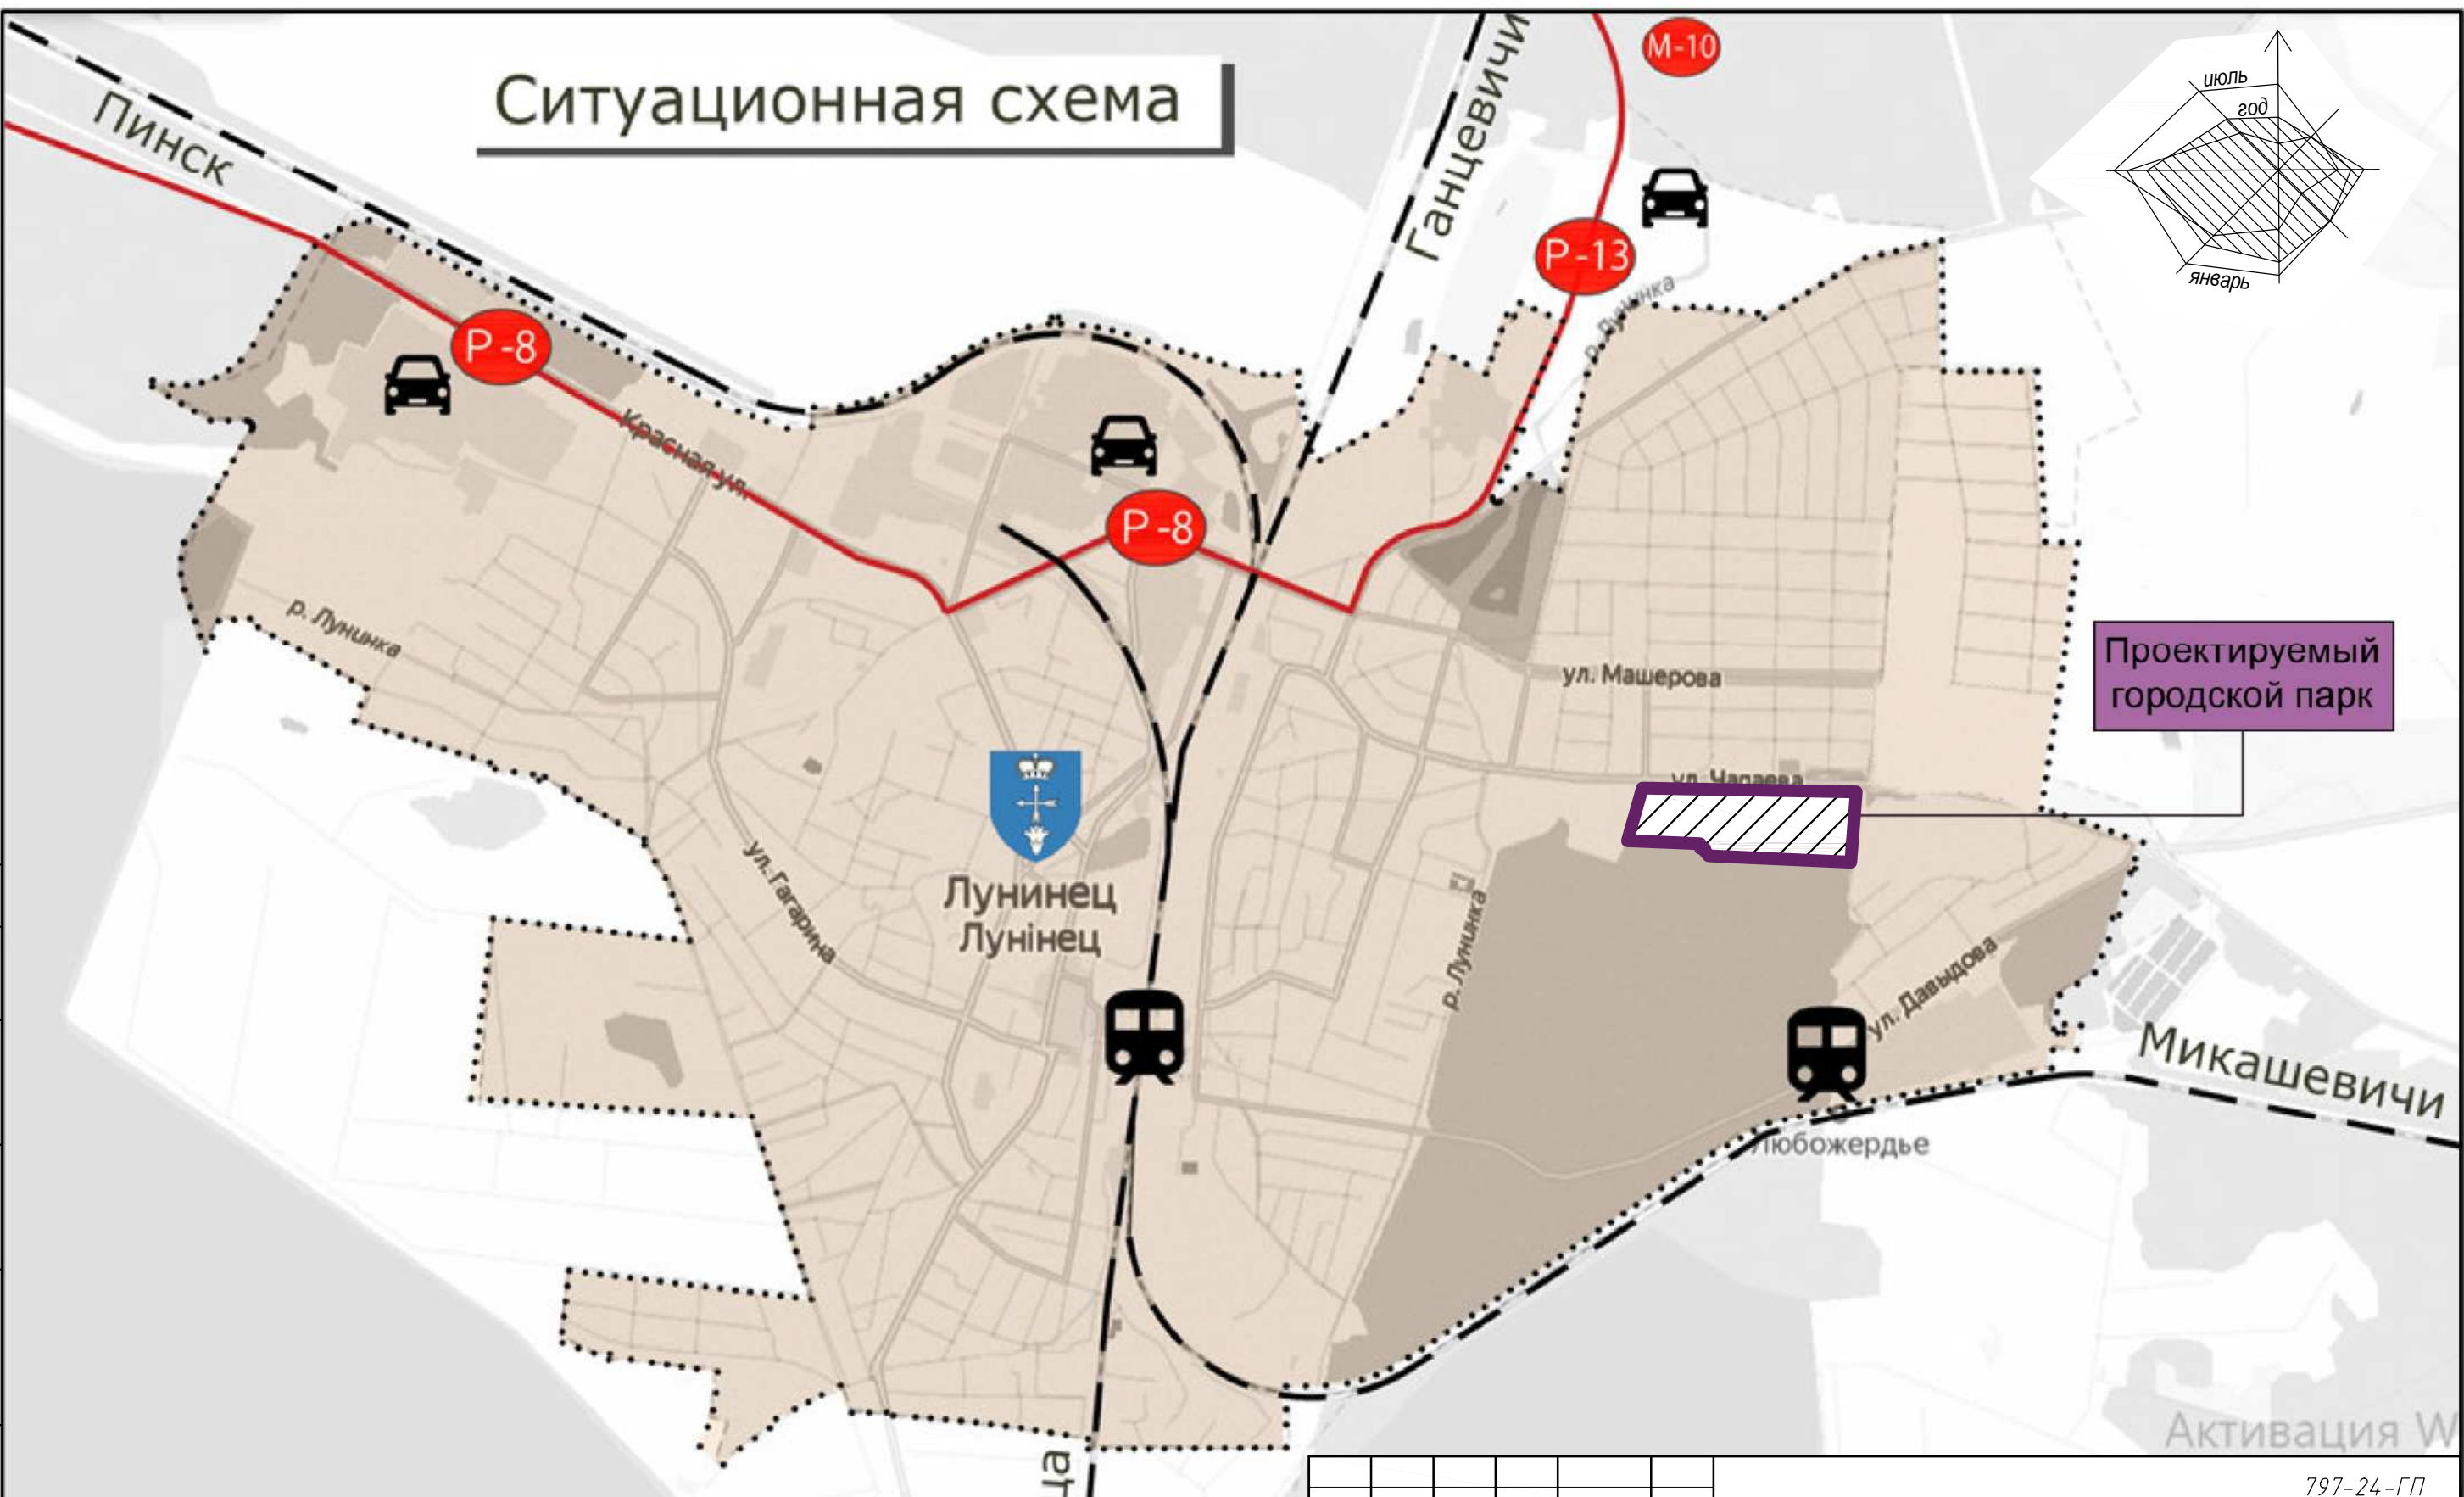 М-10
июль
год
январь
Ситуационная схема
Пинск
Ганцевичи
Р-13
р. Лунинка
Р-8
Красная ул.
Р-8
р. Лунинка
ул. Машерова
Проектируемый
городской парк
ул. Чапаева
ул. Гагарина
Лунинец
Лунінец
р. Лунинка
ул. Давыдова
Микашевичи
Любожердье
Активация W
ца
797-24-ГП